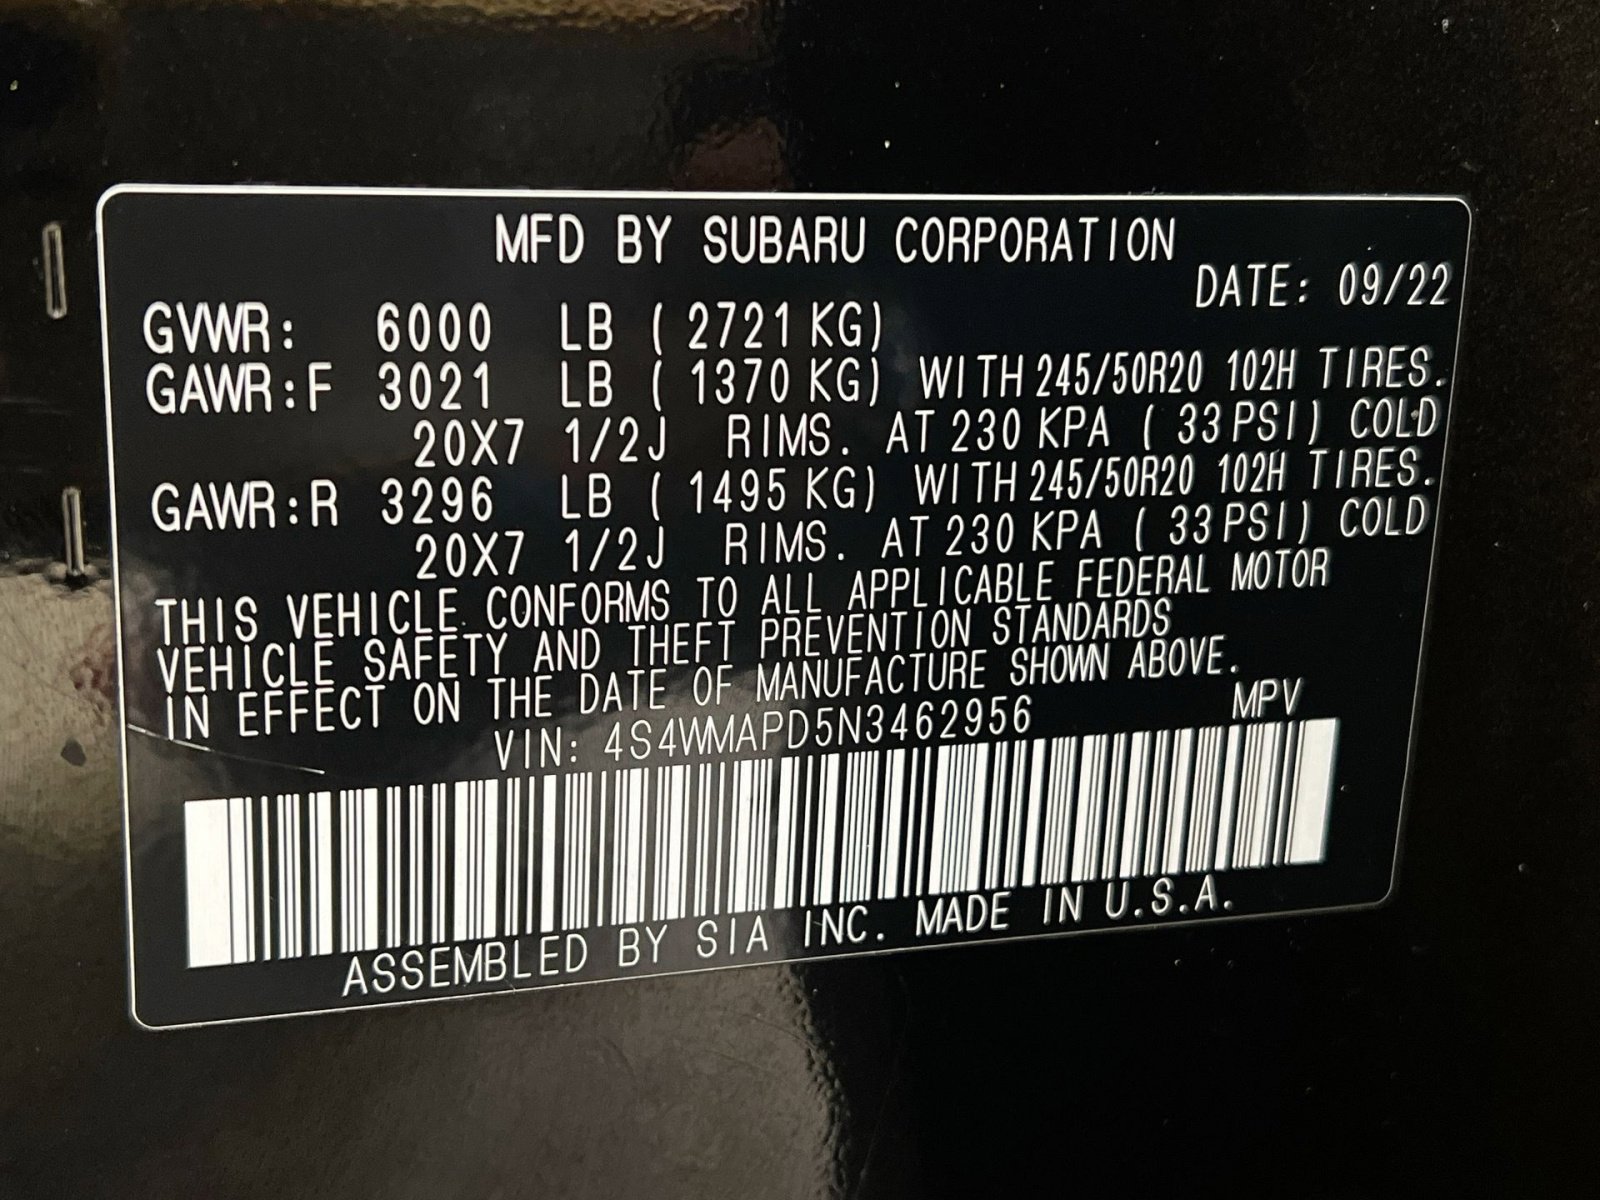 MFD BY SUBARU CORPORATION
DATE: 09/22
GVWR: 6000 LB ( 2721 KG)
GAWR:F 3021 LB ( 1370 KG) WITH 245/50R20 102H TIRES.
20X7 1/2J RIMS. AT 230 KPA ( 33 PSI) COLD
GAWR:R 3296 LB ( 1495 KG) WITH 245/50R20 102H TIRES.
20X7 1/2J RIMS. AT 230 KPA ( 33 PSI) COLD
THIS VEHICLE CONFORMS TO ALL APPLICABLE FEDERAL MOTOR
VEHICLE SAFETY AND THEFT PREVENTION STANDARDS
IN EFFECT ON THE DATE OF MANUFACTURE SHOWN ABOVE.
VIN: 4S4WMAPD5N3462956 MPV
ASSEMBLED BY SIA INC. MADE IN U.S.A.